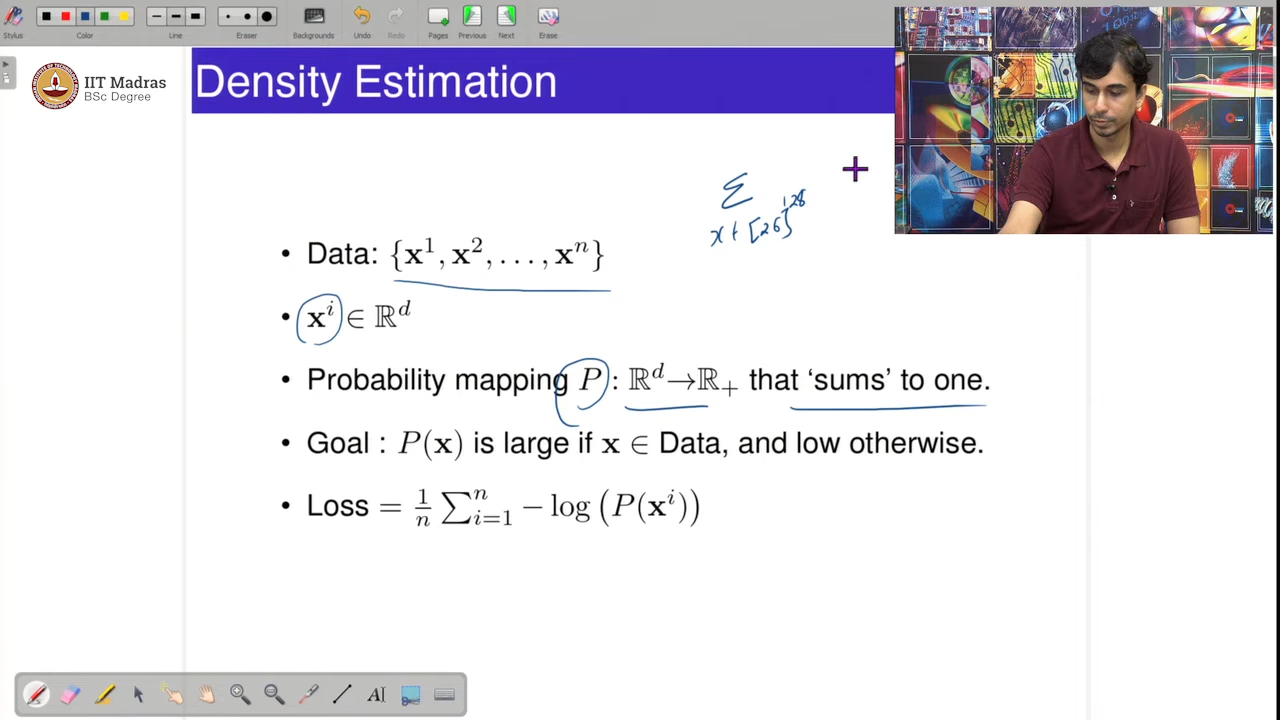 Stylus
Color
Line
Eraser
Backgrounds
Undo
Redo
Pages
Previous
Next
Erase
IIT Madras
BSc Degree
Density Estimation
Σ
x ∈ [26]^128
• Data: {x^1, x^2, . . . , x^n}
• x^i ∈ ℝ^d
• Probability mapping P : ℝ^d→ℝ_+ that ‘sums’ to one.
• Goal : P(x) is large if x ∈ Data, and low otherwise.
• Loss = 1/n ∑_{i=1}^n − log (P(x^i))
AI